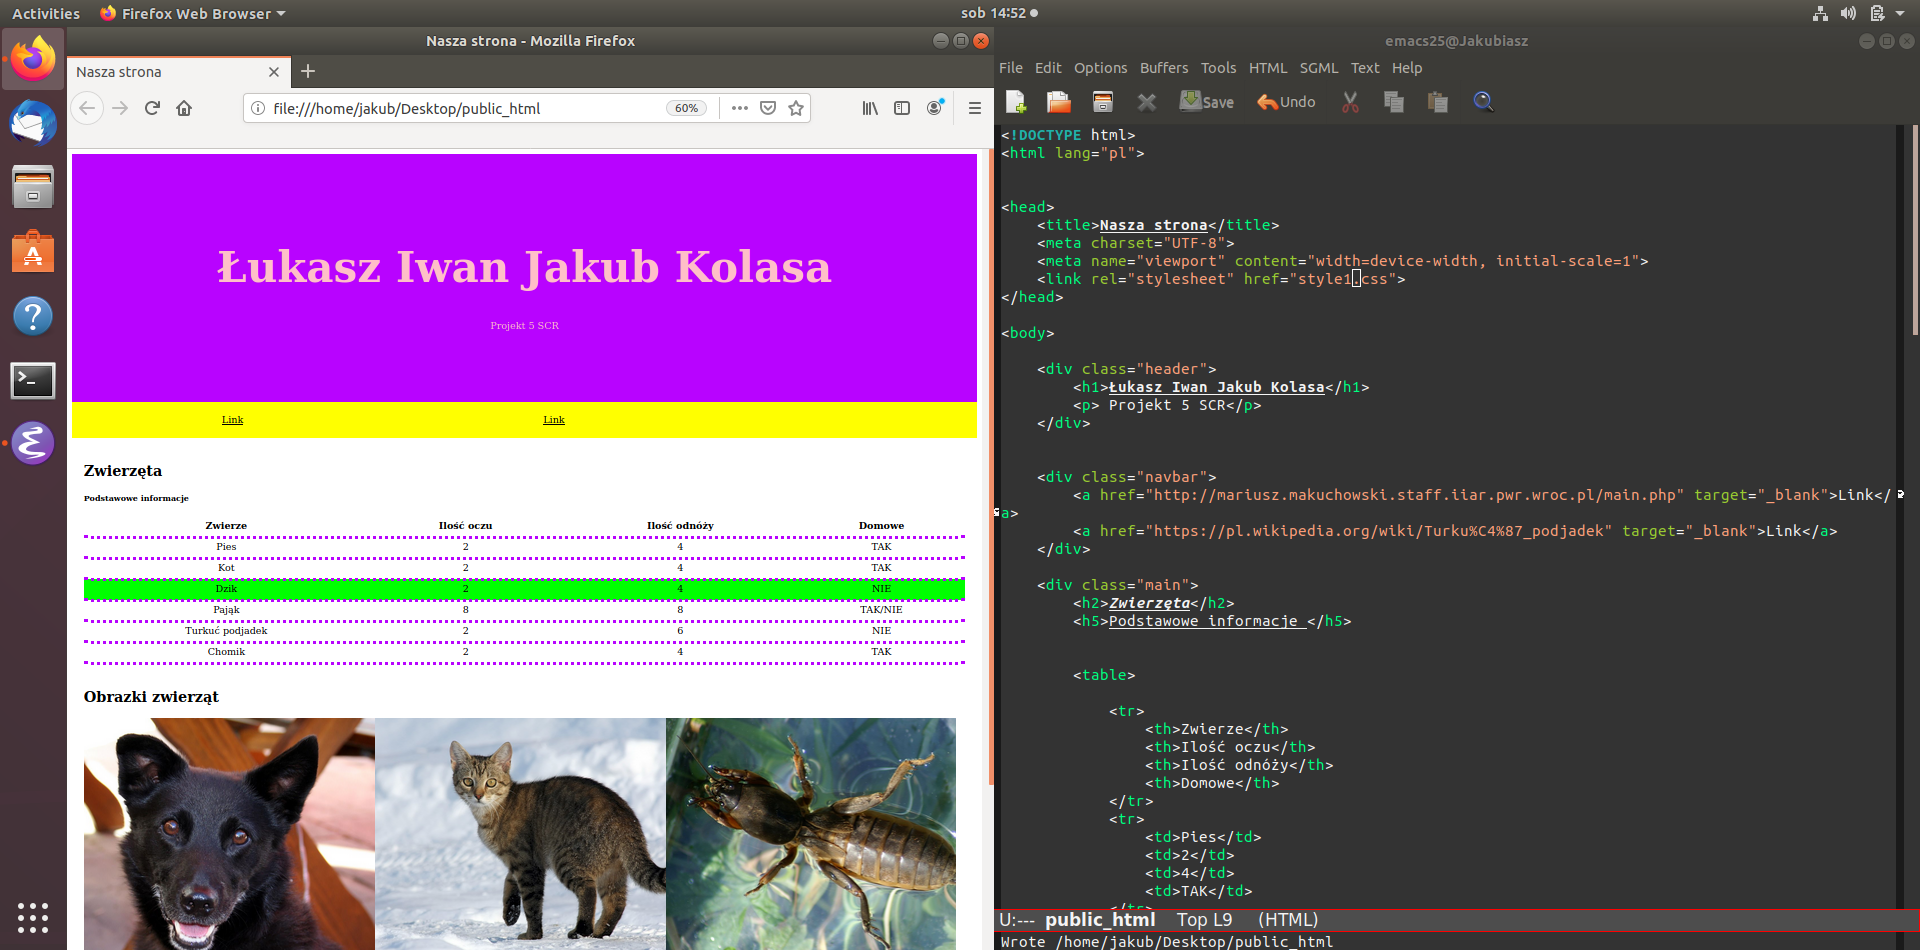 Activities Firefox Web Browser sob 14:52
Nasza strona - Mozilla Firefox
Nasza strona
file:///home/jakub/Desktop/public_html 60%
Łukasz Iwan Jakub Kolasa
Projekt 5 SCR
Link Link
Zwierzęta
Podstawowe informacje
Zwierze Ilość oczu Ilość odnóży Domowe
Pies 2 4 TAK
Kot 2 4 TAK
Dzik 2 4 NIE
Pająk 8 8 TAK/NIE
Turkuć podjadek 2 6 NIE
Chomik 2 4 TAK
Obrazki zwierząt
emacs25@Jakubiasz
File Edit Options Buffers Tools HTML SGML Text Help
Save Undo
<!DOCTYPE html>
<html lang="pl">
<head>
<title>Nasza strona</title>
<meta charset="UTF-8">
<meta name="viewport" content="width=device-width, initial-scale=1">
<link rel="stylesheet" href="style1.css">
</head>
<body>
<div class="header">
<h1>Łukasz Iwan Jakub Kolasa</h1>
<p> Projekt 5 SCR</p>
</div>
<div class="navbar">
<a href="http://mariusz.makuchowski.staff.iiar.pwr.wroc.pl/main.php" target="_blank">Link</
a>
<a href="https://pl.wikipedia.org/wiki/Turku%C4%87_podjadek" target="_blank">Link</a>
</div>
<div class="main">
<h2>Zwierzęta</h2>
<h5>Podstawowe informacje </h5>
<table>
<tr>
<th>Zwierze</th>
<th>Ilość oczu</th>
<th>Ilość odnóży</th>
<th>Domowe</th>
</tr>
<tr>
<td>Pies</td>
<td>2</td>
<td>4</td>
<td>TAK</td>
</tr>
U:--- public_html Top L9 (HTML)
Wrote /home/jakub/Desktop/public_html